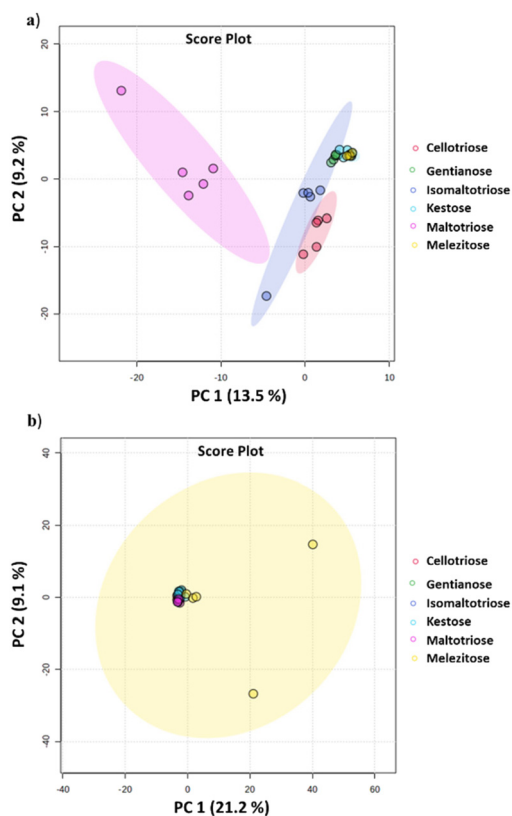 a)
Score Plot
20
10
0
-10
-20
PC 2 (9.2 %)
-20
-10
0
10
PC 1 (13.5 %)
Cellotriose
Gentianose
Isomaltotriose
Kestose
Maltotriose
Melezitose
b)
Score Plot
40
20
0
-20
-40
PC 2 (9.1 %)
-40
-20
0
20
40
60
PC 1 (21.2 %)
Cellotriose
Gentianose
Isomaltotriose
Kestose
Maltotriose
Melezitose